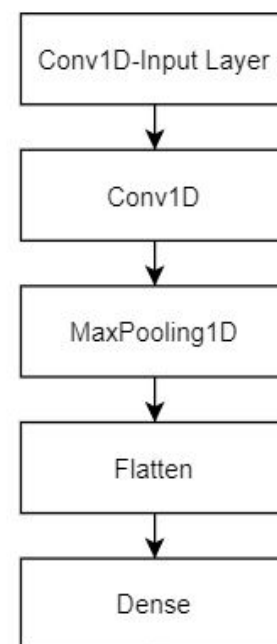 Conv1D-Input Layer
Conv1D
MaxPooling1D
Flatten
Dense